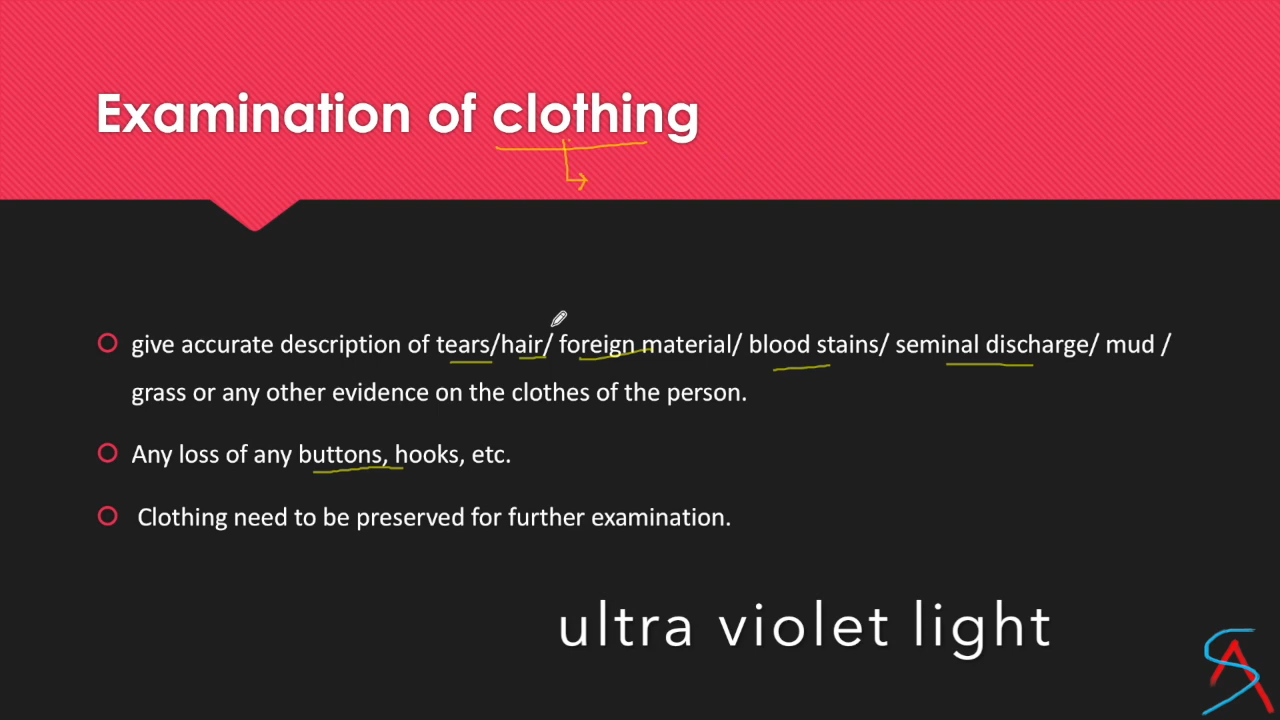 Examination of clothing
give accurate description of tears/hair/ foreign material/ blood stains/ seminal discharge/ mud /
grass or any other evidence on the clothes of the person.
Any loss of any buttons, hooks, etc.
Clothing need to be preserved for further examination.
ultra violet light
SA